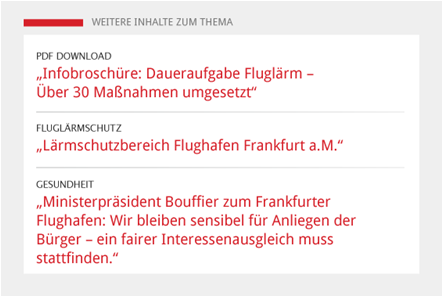 WEITERE INHALTE ZUM THEMA
PDF DOWNLOAD
„Infobroschüre: Daueraufgabe Fluglärm –
Über 30 Maßnahmen umgesetzt“
FLUGLÄRMSCHUTZ
„Lärmschutzbereich Flughafen Frankfurt a.M.“
GESUNDHEIT
„Ministerpräsident Bouffier zum Frankfurter
Flughafen: Wir bleiben sensibel für Anliegen der
Bürger – ein fairer Interessenausgleich muss
stattfinden.“